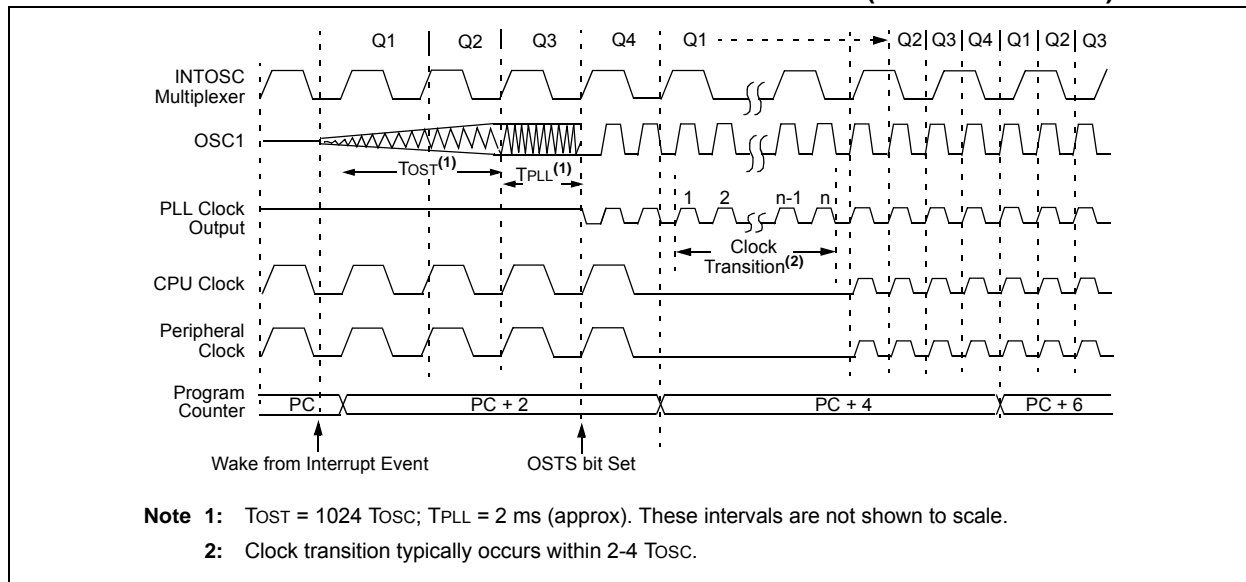 Q1 Q2 Q3 Q4 Q1 Q2 Q3 Q4 Q1 Q2 Q3
INTOSC
Multiplexer
OSC1
TOST(1) TPLL(1)
1 2 n-1 n
PLL Clock
Output
Clock
Transition(2)
CPU Clock
Peripheral
Clock
Program
Counter
PC PC + 2 PC + 4 PC + 6
Wake from Interrupt Event OSTS bit Set
Note 1: TOST = 1024 TOSC; TPLL = 2 ms (approx). These intervals are not shown to scale.
2: Clock transition typically occurs within 2-4 TOSC.